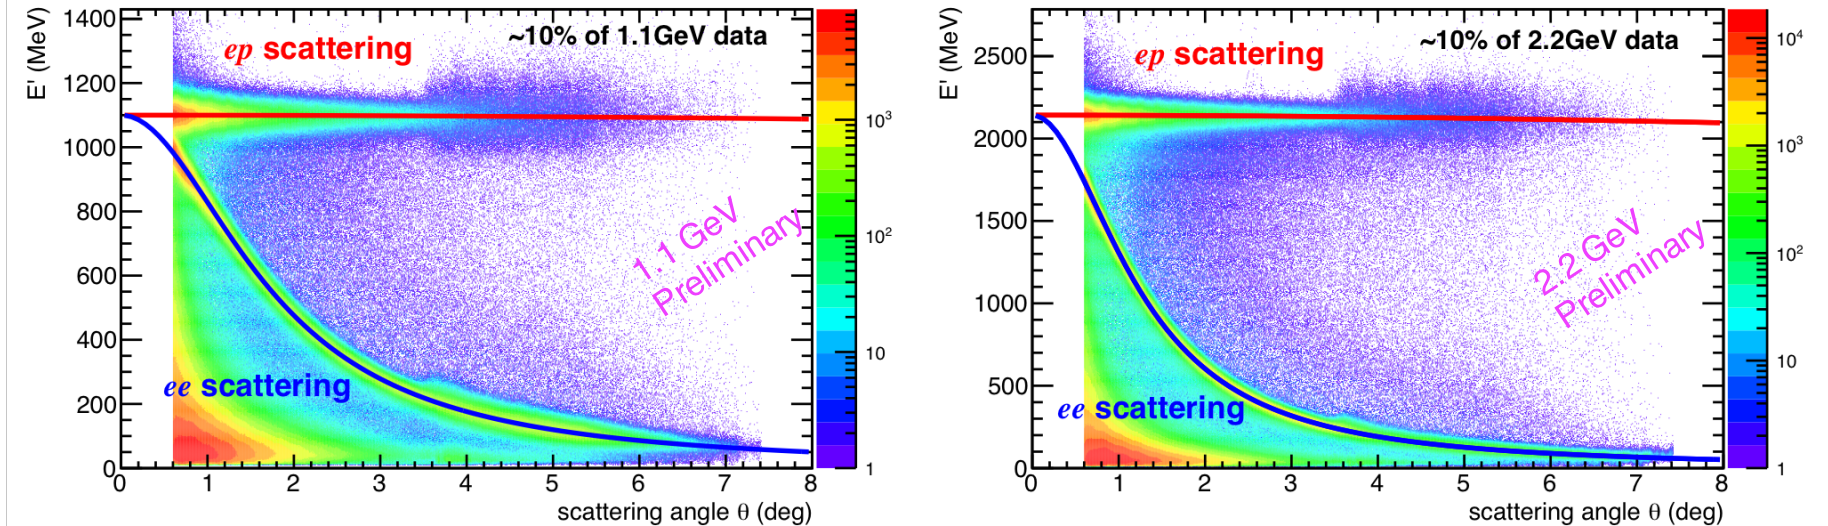 1400
1200
1000
800
600
400
200
0
E' (MeV)
ep scattering
~10% of 1.1GeV data
1.1 GeV
Preliminary
ee scattering
0 1 2 3 4 5 6 7 8
scattering angle θ (deg)
10³
10²
10
1
2500
2000
1500
1000
500
0
E' (MeV)
ep scattering
~10% of 2.2GeV data
2.2 GeV
Preliminary
ee scattering
0 1 2 3 4 5 6 7 8
scattering angle θ (deg)
10⁴
10³
10²
10
1